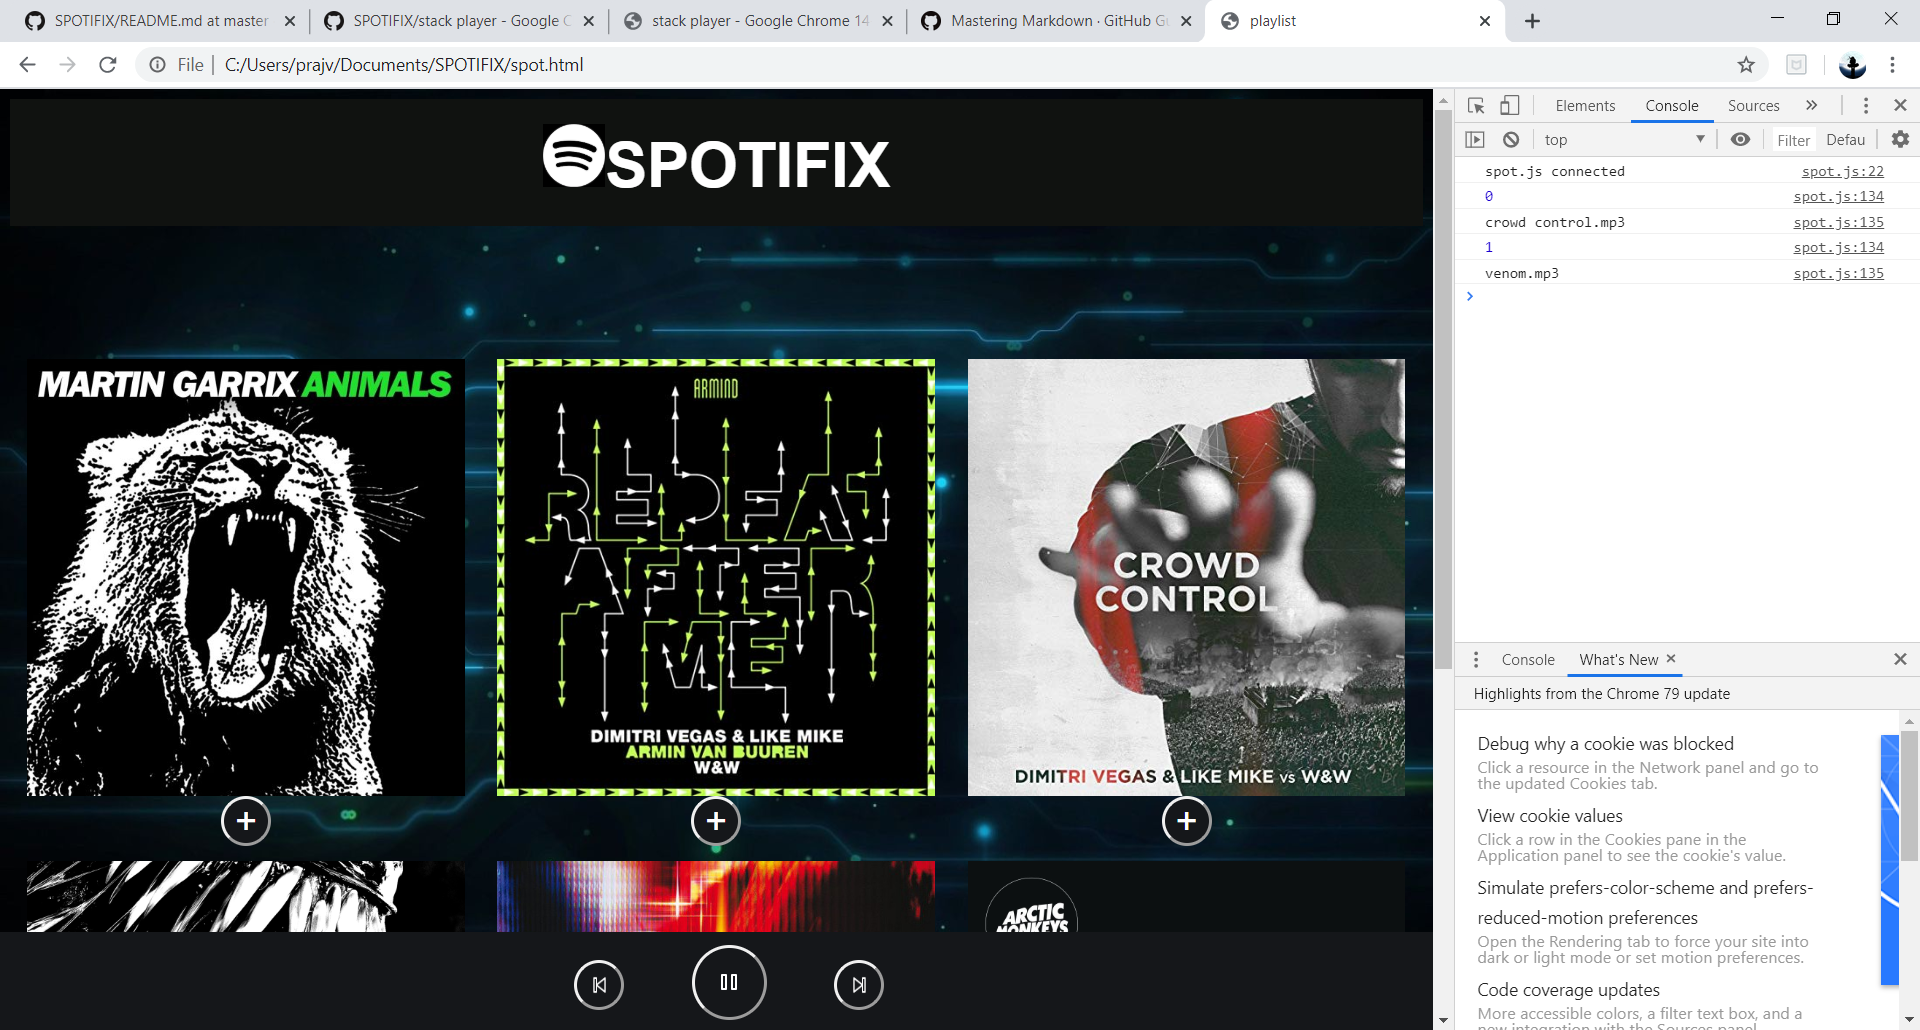 SPOTIFIX/README.md at master
SPOTIFIX/stack player - Google C
stack player - Google Chrome 14
Mastering Markdown · GitHub Gu
playlist
File
C:/Users/prajv/Documents/SPOTIFIX/spot.html
SPOTIFIX
MARTIN GARRIX ANIMALS
ARMIND
REPEAT
AFTER
ME
DIMITRI VEGAS & LIKE MIKE
ARMIN VAN BUUREN
W&W
CROWD
CONTROL
DIMITRI VEGAS & LIKE MIKE vs W&W
ARCTIC
MONKEYS
Elements
Console
Sources
top
Filter
Defau
spot.js connected spot.js:22
0 spot.js:134
crowd control.mp3 spot.js:135
1 spot.js:134
venom.mp3 spot.js:135
Console
What's New
Highlights from the Chrome 79 update
Debug why a cookie was blocked
Click a resource in the Network panel and go to
the updated Cookies tab.
View cookie values
Click a row in the Cookies pane in the
Application panel to see the cookie's value.
Simulate prefers-color-scheme and prefers-
reduced-motion preferences
Open the Rendering tab to force your site into
dark or light mode or set motion preferences.
Code coverage updates
More accessible colors, a filter text box, and a
new integration with the Sources panel